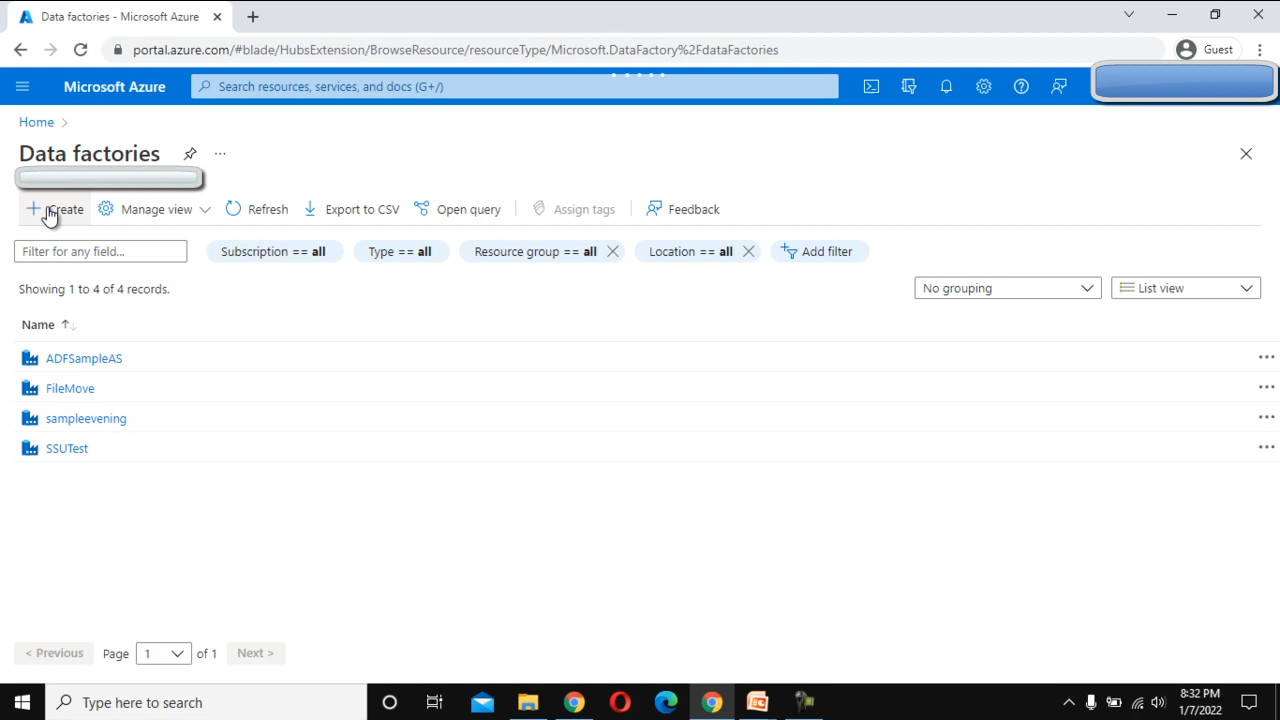 Data factories - Microsoft Azure
portal.azure.com/#blade/HubsExtension/BrowseResource/resourceType/Microsoft.DataFactory%2FdataFactories
Guest
Microsoft Azure
Search resources, services, and docs (G+/)
Home
Data factories
Create Manage view Refresh Export to CSV Open query Assign tags Feedback
Filter for any field... Subscription == all Type == all Resource group == all Location == all Add filter
Showing 1 to 4 of 4 records.
No grouping List view
Name
ADFSampleAS
FileMove
sampleevening
SSUTest
< Previous Page 1 of 1 Next >
Type here to search
8:32 PM
1/7/2022